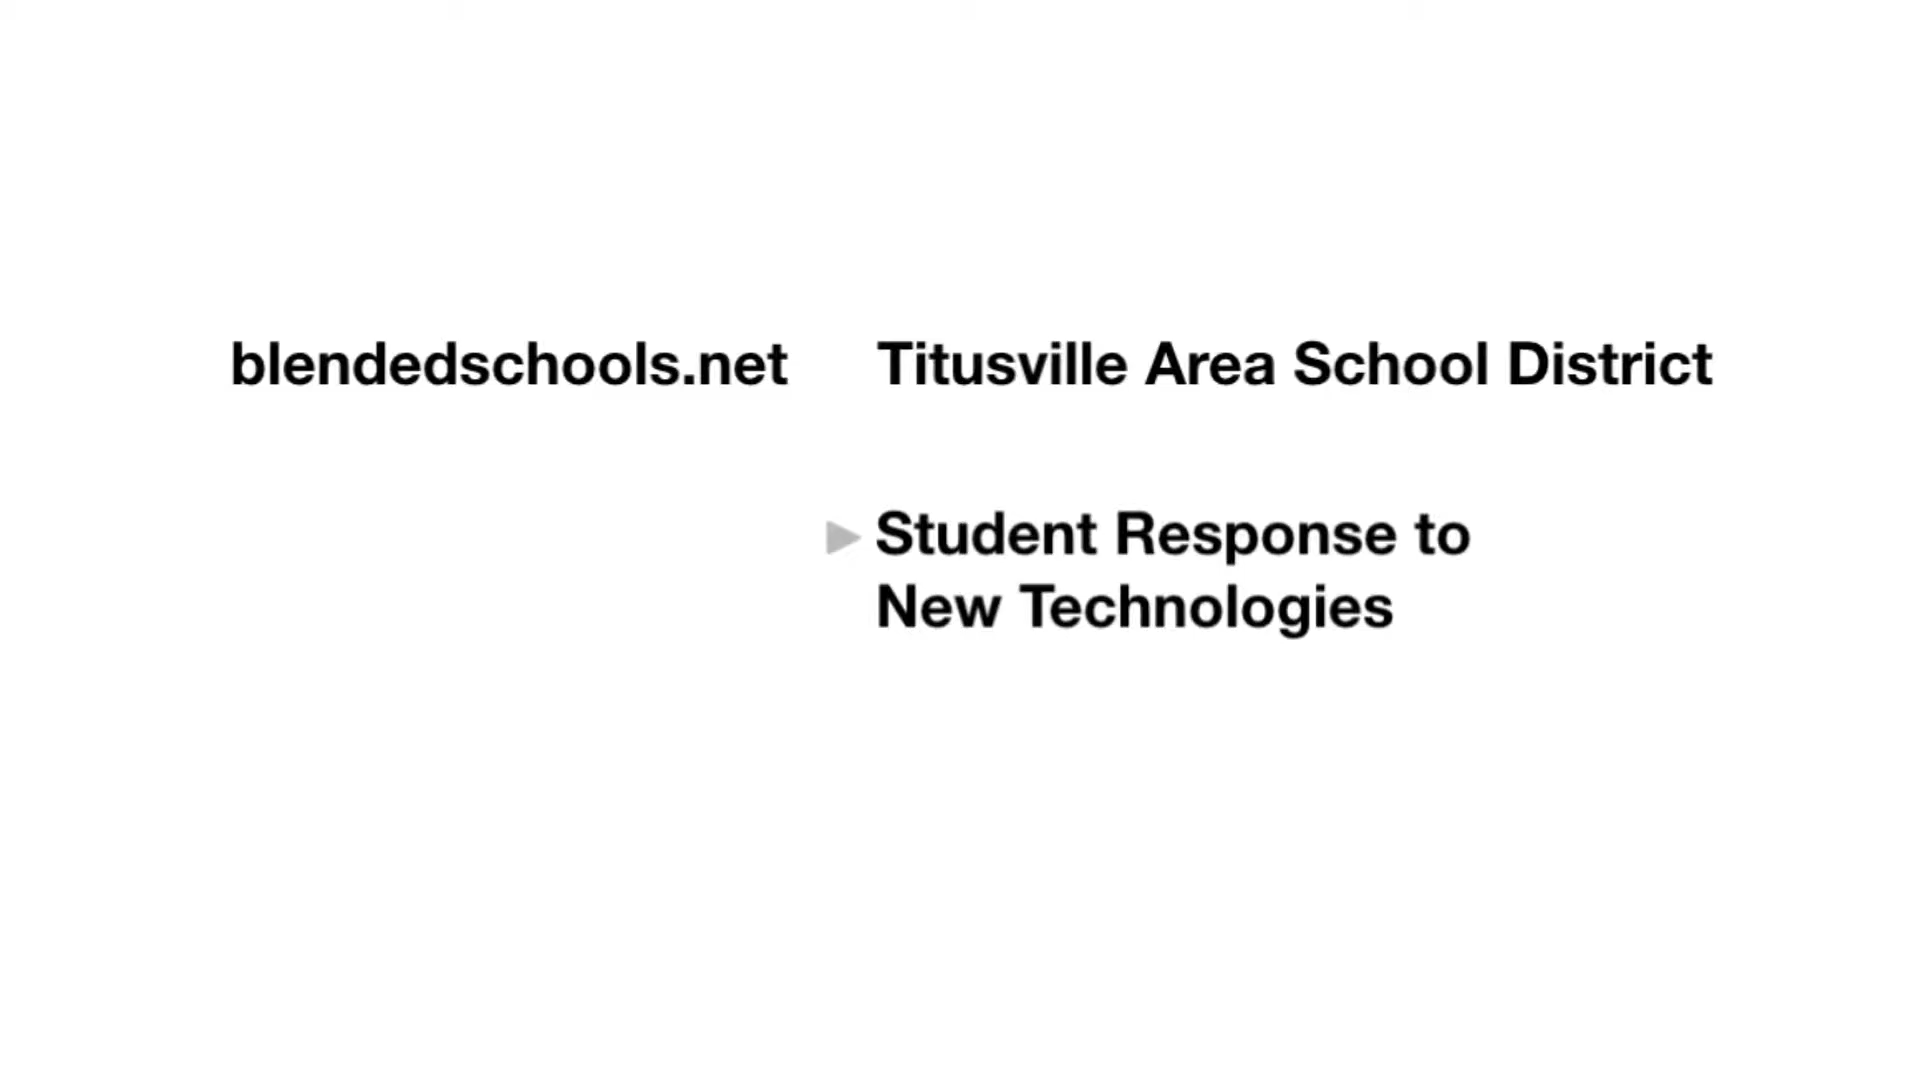 blendedschools.net
Titusville Area School District
Student Response to
New Technologies